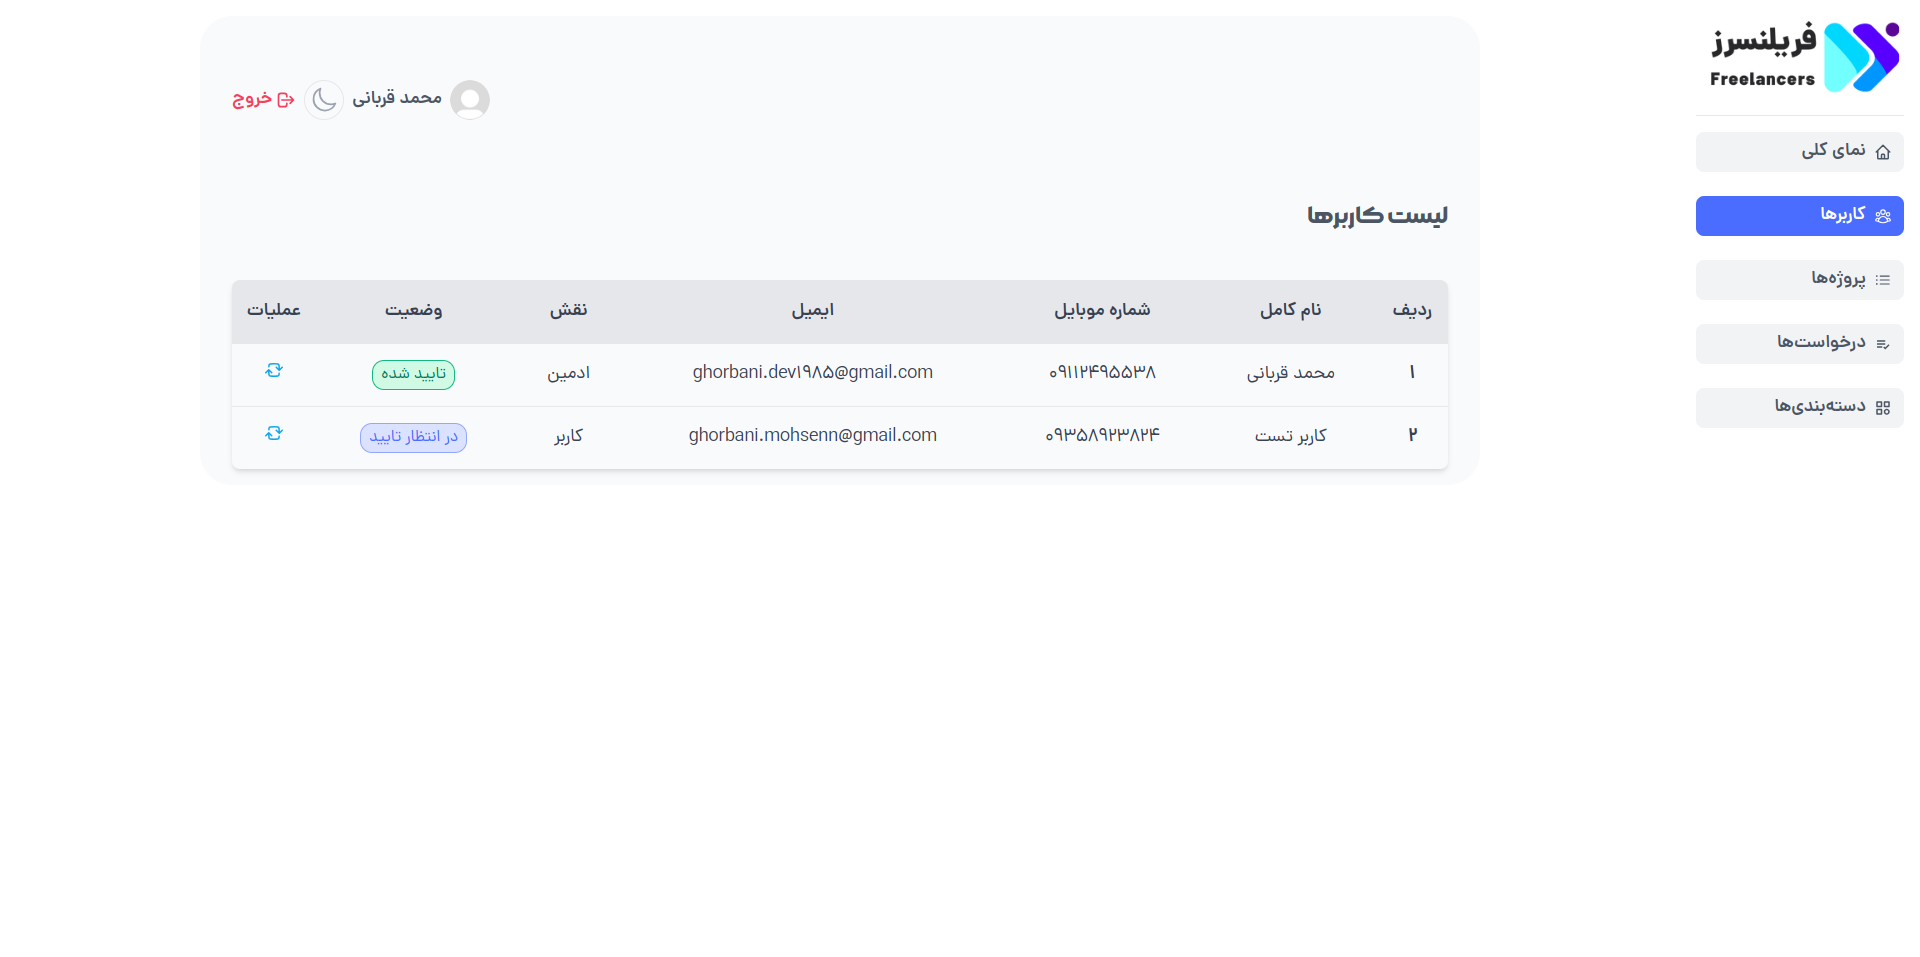 فریلنسرز
Freelancers
نمای کلی
کاربرها
پروژه‌ها
درخواست‌ها
دسته‌بندی‌ها
محمد قربانی
خروج
لیست کاربرها
ردیف نام کامل شماره موبایل ایمیل نقش وضعیت عملیات
۱ محمد قربانی ۰۹۱۱۲۴۹۵۵۳۸ ghorbani.dev۱۹۸۵@gmail.com ادمین تایید شده
۲ کاربر تست ۰۹۳۵۸۹۲۳۸۲۴ ghorbani.mohsenn@gmail.com کاربر در انتظار تایید